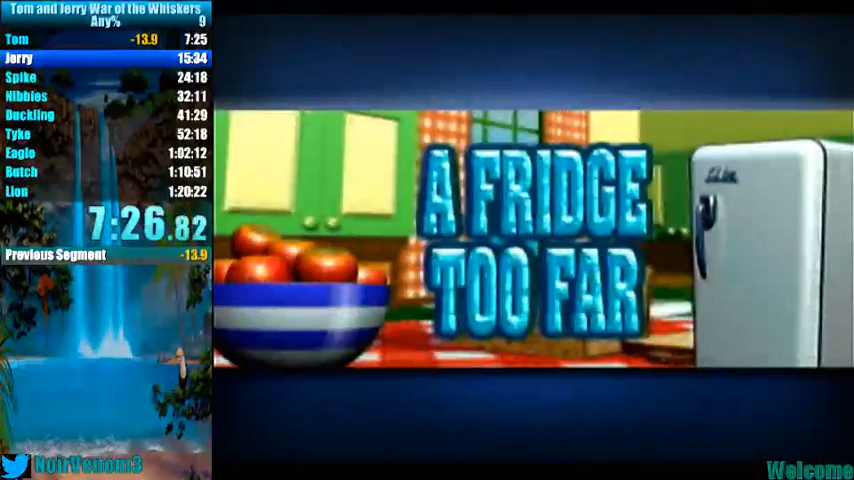 Tom and Jerry War of the Whiskers
Any% 9
Tom -13.9 7:25
Jerry 15:34
Spike 24:18
Nibbles 32:11
Duckling 41:29
Tyke 52:18
Eagle 1:02:12
Butch 1:10:51
Lion 1:20:22
7:26.82
Previous Segment -13.9
NoirVenom3
A FRIDGE
TOO FAR
Welcome